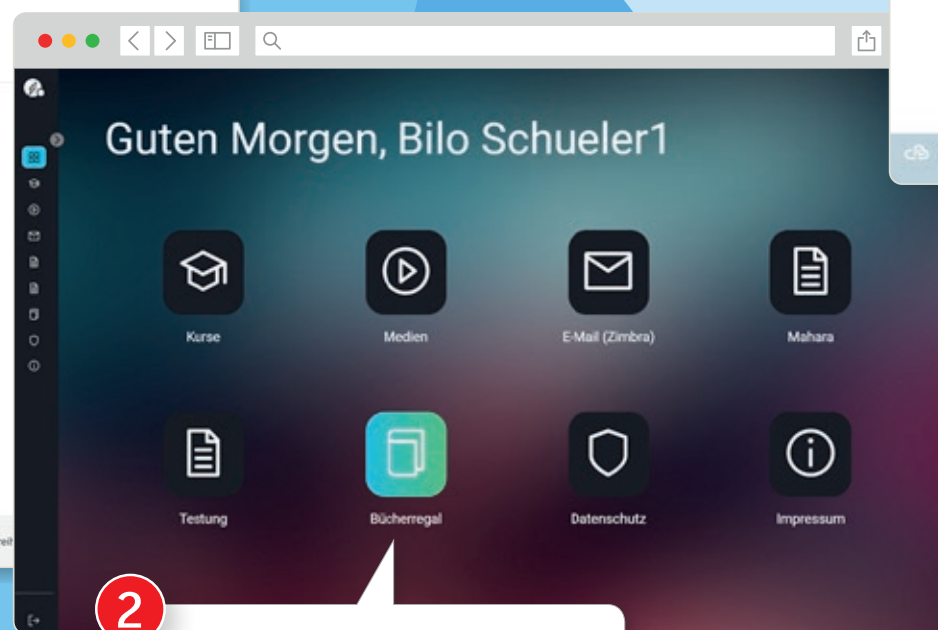 Guten Morgen, Bilo Schueler1
Kurse
Medien
E-Mail (Zimbra)
Mahara
Testung
Bücherregal
Datenschutz
Impressum
2